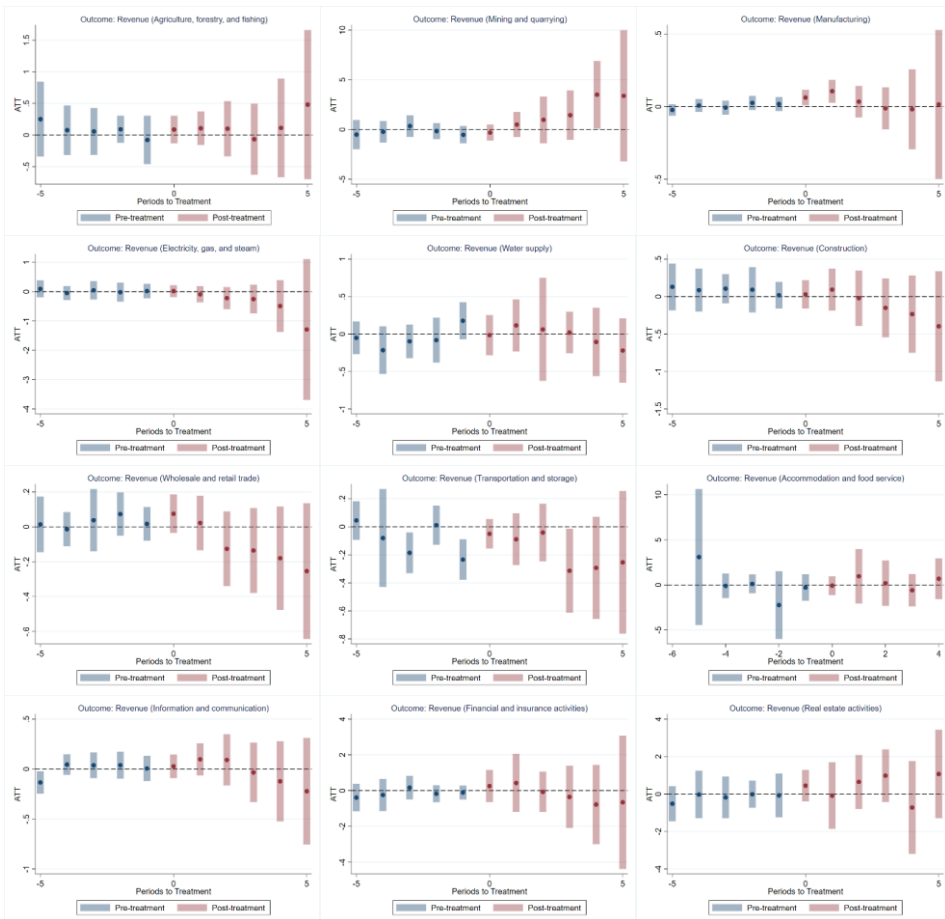 Outcome: Revenue (Agriculture, forestry, and fishing)
1.5
1
.5
0
-.5
ATT
-5 0 5
Periods to Treatment
Pre-treatment Post-treatment
Outcome: Revenue (Mining and quarrying)
10
5
0
-5
ATT
-5 0 5
Periods to Treatment
Pre-treatment Post-treatment
Outcome: Revenue (Manufacturing)
.5
0
-.5
ATT
-5 0 5
Periods to Treatment
Pre-treatment Post-treatment
Outcome: Revenue (Electricity, gas, and steam)
1
0
-1
-2
-3
-4
ATT
-5 0 5
Periods to Treatment
Pre-treatment Post-treatment
Outcome: Revenue (Water supply)
1
.5
0
-.5
-1
ATT
-5 0 5
Periods to Treatment
Pre-treatment Post-treatment
Outcome: Revenue (Construction)
.5
0
-.5
-1
-1.5
ATT
-5 0 5
Periods to Treatment
Pre-treatment Post-treatment
Outcome: Revenue (Wholesale and retail trade)
.2
0
-.2
-.4
-.6
ATT
-5 0 5
Periods to Treatment
Pre-treatment Post-treatment
Outcome: Revenue (Transportation and storage)
.2
0
-.2
-.4
-.6
-.8
ATT
-5 0 5
Periods to Treatment
Pre-treatment Post-treatment
Outcome: Revenue (Accommodation and food service)
10
5
0
-5
ATT
-6 -4 -2 0 2 4
Periods to Treatment
Pre-treatment Post-treatment
Outcome: Revenue (Information and communication)
.5
0
-.5
-1
ATT
-5 0 5
Periods to Treatment
Pre-treatment Post-treatment
Outcome: Revenue (Financial and insurance activities)
4
2
0
-2
-4
ATT
-5 0 5
Periods to Treatment
Pre-treatment Post-treatment
Outcome: Revenue (Real estate activities)
4
2
0
-2
-4
ATT
-5 0 5
Periods to Treatment
Pre-treatment Post-treatment